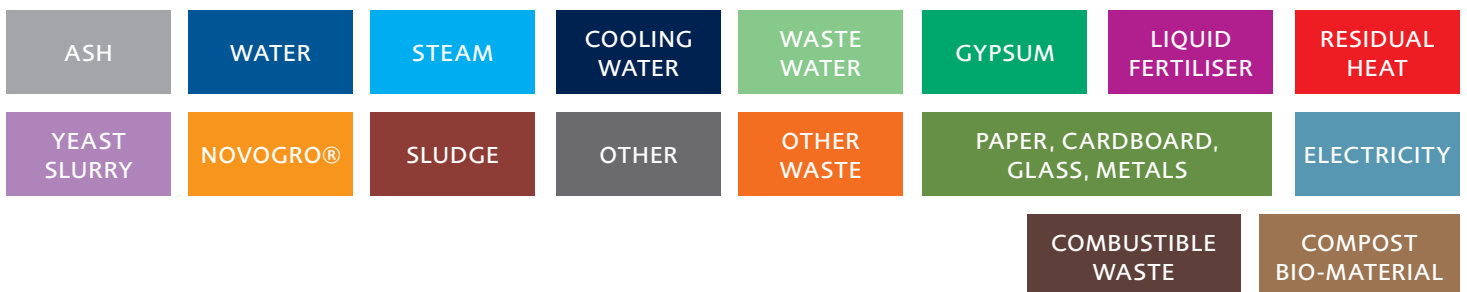 ASH
WATER
STEAM
COOLING
WATER
WASTE
WATER
GYPSUM
LIQUID
FERTILISER
RESIDUAL
HEAT
YEAST
SLURRY
NOVOGRO®
SLUDGE
OTHER
OTHER
WASTE
PAPER, CARDBOARD,
GLASS, METALS
ELECTRICITY
COMBUSTIBLE
WASTE
COMPOST
BIO-MATERIAL